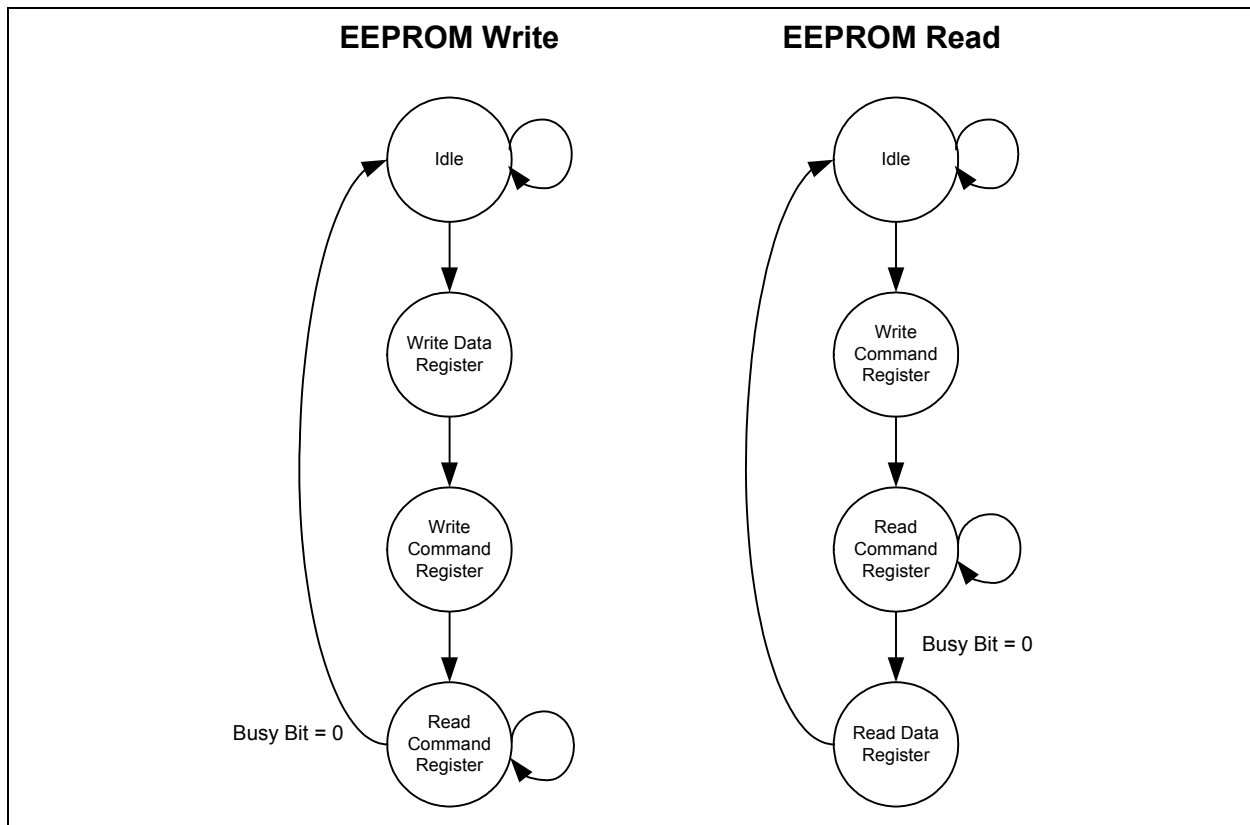 EEPROM Write
Idle
Write Data
Register
Write
Command
Register
Read
Command
Register
Busy Bit = 0
EEPROM Read
Idle
Write
Command
Register
Read
Command
Register
Busy Bit = 0
Read Data
Register